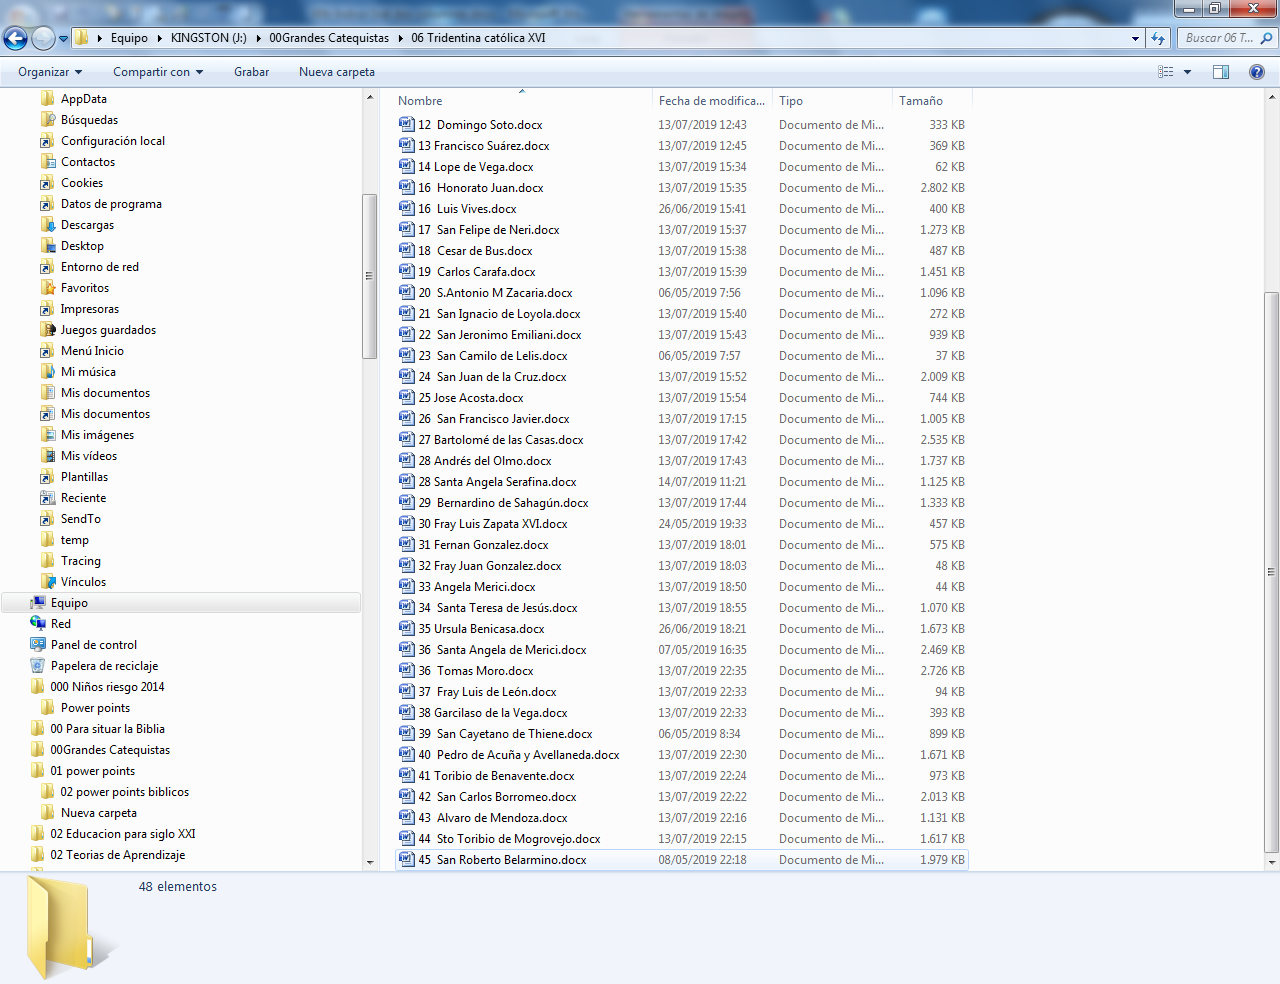 Equipo KINGSTON (J:) 00Grandes Catequistas 06 Tridentina católica XVI
Buscar 06 T...
Organizar Compartir con Grabar Nueva carpeta
AppData
Búsquedas
Configuración local
Contactos
Cookies
Datos de programa
Descargas
Desktop
Entorno de red
Favoritos
Impresoras
Juegos guardados
Menú Inicio
Mi música
Mis documentos
Mis documentos
Mis imágenes
Mis vídeos
Plantillas
Reciente
SendTo
temp
Tracing
Vínculos
Equipo
Red
Panel de control
Papelera de reciclaje
000 Niños riesgo 2014
Power points
00 Para situar la Biblia
00Grandes Catequistas
01 power points
02 power points biblicos
Nueva carpeta
02 Educacion para siglo XXI
02 Teorias de Aprendizaje
Nombre Fecha de modifica... Tipo Tamaño
12 Domingo Soto.docx 13/07/2019 12:43 Documento de Mi... 333 KB
13 Francisco Suárez.docx 13/07/2019 12:45 Documento de Mi... 369 KB
14 Lope de Vega.docx 13/07/2019 15:34 Documento de Mi... 62 KB
16 Honorato Juan.docx 13/07/2019 15:35 Documento de Mi... 2.802 KB
16 Luis Vives.docx 26/06/2019 15:41 Documento de Mi... 400 KB
17 San Felipe de Neri.docx 13/07/2019 15:37 Documento de Mi... 1.273 KB
18 Cesar de Bus.docx 13/07/2019 15:38 Documento de Mi... 487 KB
19 Carlos Carafa.docx 13/07/2019 15:39 Documento de Mi... 1.451 KB
20 S.Antonio M Zacaria.docx 06/05/2019 7:56 Documento de Mi... 1.096 KB
21 San Ignacio de Loyola.docx 13/07/2019 15:40 Documento de Mi... 272 KB
22 San Jeronimo Emiliani.docx 13/07/2019 15:43 Documento de Mi... 939 KB
23 San Camilo de Lelis.docx 06/05/2019 7:57 Documento de Mi... 37 KB
24 San Juan de la Cruz.docx 13/07/2019 15:52 Documento de Mi... 2.009 KB
25 Jose Acosta.docx 13/07/2019 15:54 Documento de Mi... 744 KB
26 San Francisco Javier.docx 13/07/2019 17:15 Documento de Mi... 1.005 KB
27 Bartolomé de las Casas.docx 13/07/2019 17:42 Documento de Mi... 2.535 KB
28 Andrés del Olmo.docx 13/07/2019 17:43 Documento de Mi... 1.737 KB
28 Santa Angela Serafina.docx 14/07/2019 11:21 Documento de Mi... 1.125 KB
29 Bernardino de Sahagún.docx 13/07/2019 17:44 Documento de Mi... 1.333 KB
30 Fray Luis Zapata XVI.docx 24/05/2019 19:33 Documento de Mi... 457 KB
31 Fernan Gonzalez.docx 13/07/2019 18:01 Documento de Mi... 575 KB
32 Fray Juan Gonzalez.docx 13/07/2019 18:03 Documento de Mi... 48 KB
33 Angela Merici.docx 13/07/2019 18:50 Documento de Mi... 44 KB
34 Santa Teresa de Jesús.docx 13/07/2019 18:55 Documento de Mi... 1.070 KB
35 Ursula Benicasa.docx 26/06/2019 18:21 Documento de Mi... 1.673 KB
36 Santa Angela de Merici.docx 07/05/2019 16:35 Documento de Mi... 2.469 KB
36 Tomas Moro.docx 13/07/2019 22:35 Documento de Mi... 2.726 KB
37 Fray Luis de León.docx 13/07/2019 22:33 Documento de Mi... 94 KB
38 Garcilaso de la Vega.docx 13/07/2019 22:33 Documento de Mi... 393 KB
39 San Cayetano de Thiene.docx 06/05/2019 8:34 Documento de Mi... 899 KB
40 Pedro de Acuña y Avellaneda.docx 13/07/2019 22:30 Documento de Mi... 1.671 KB
41 Toribio de Benavente.docx 13/07/2019 22:24 Documento de Mi... 973 KB
42 San Carlos Borromeo.docx 13/07/2019 22:22 Documento de Mi... 2.013 KB
43 Alvaro de Mendoza.docx 13/07/2019 22:16 Documento de Mi... 1.131 KB
44 Sto Toribio de Mogrovejo.docx 13/07/2019 22:15 Documento de Mi... 1.617 KB
45 San Roberto Belarmino.docx 08/05/2019 22:18 Documento de Mi... 1.979 KB
48 elementos